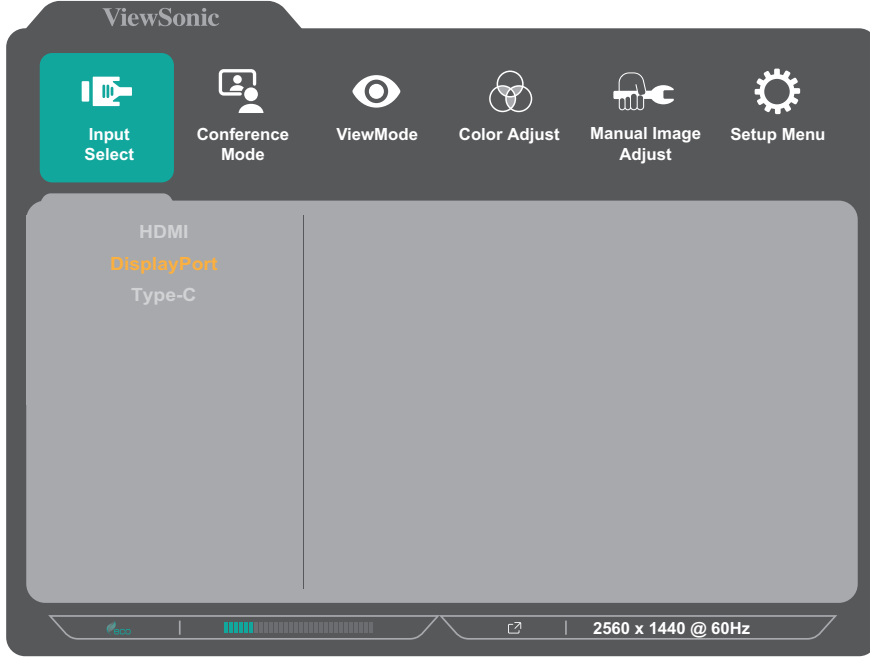 ViewSonic
Input
Select
Conference
Mode
ViewMode
Color Adjust
Manual Image
Adjust
Setup Menu
HDMI
DisplayPort
Type-C
eco
2560 x 1440 @ 60Hz